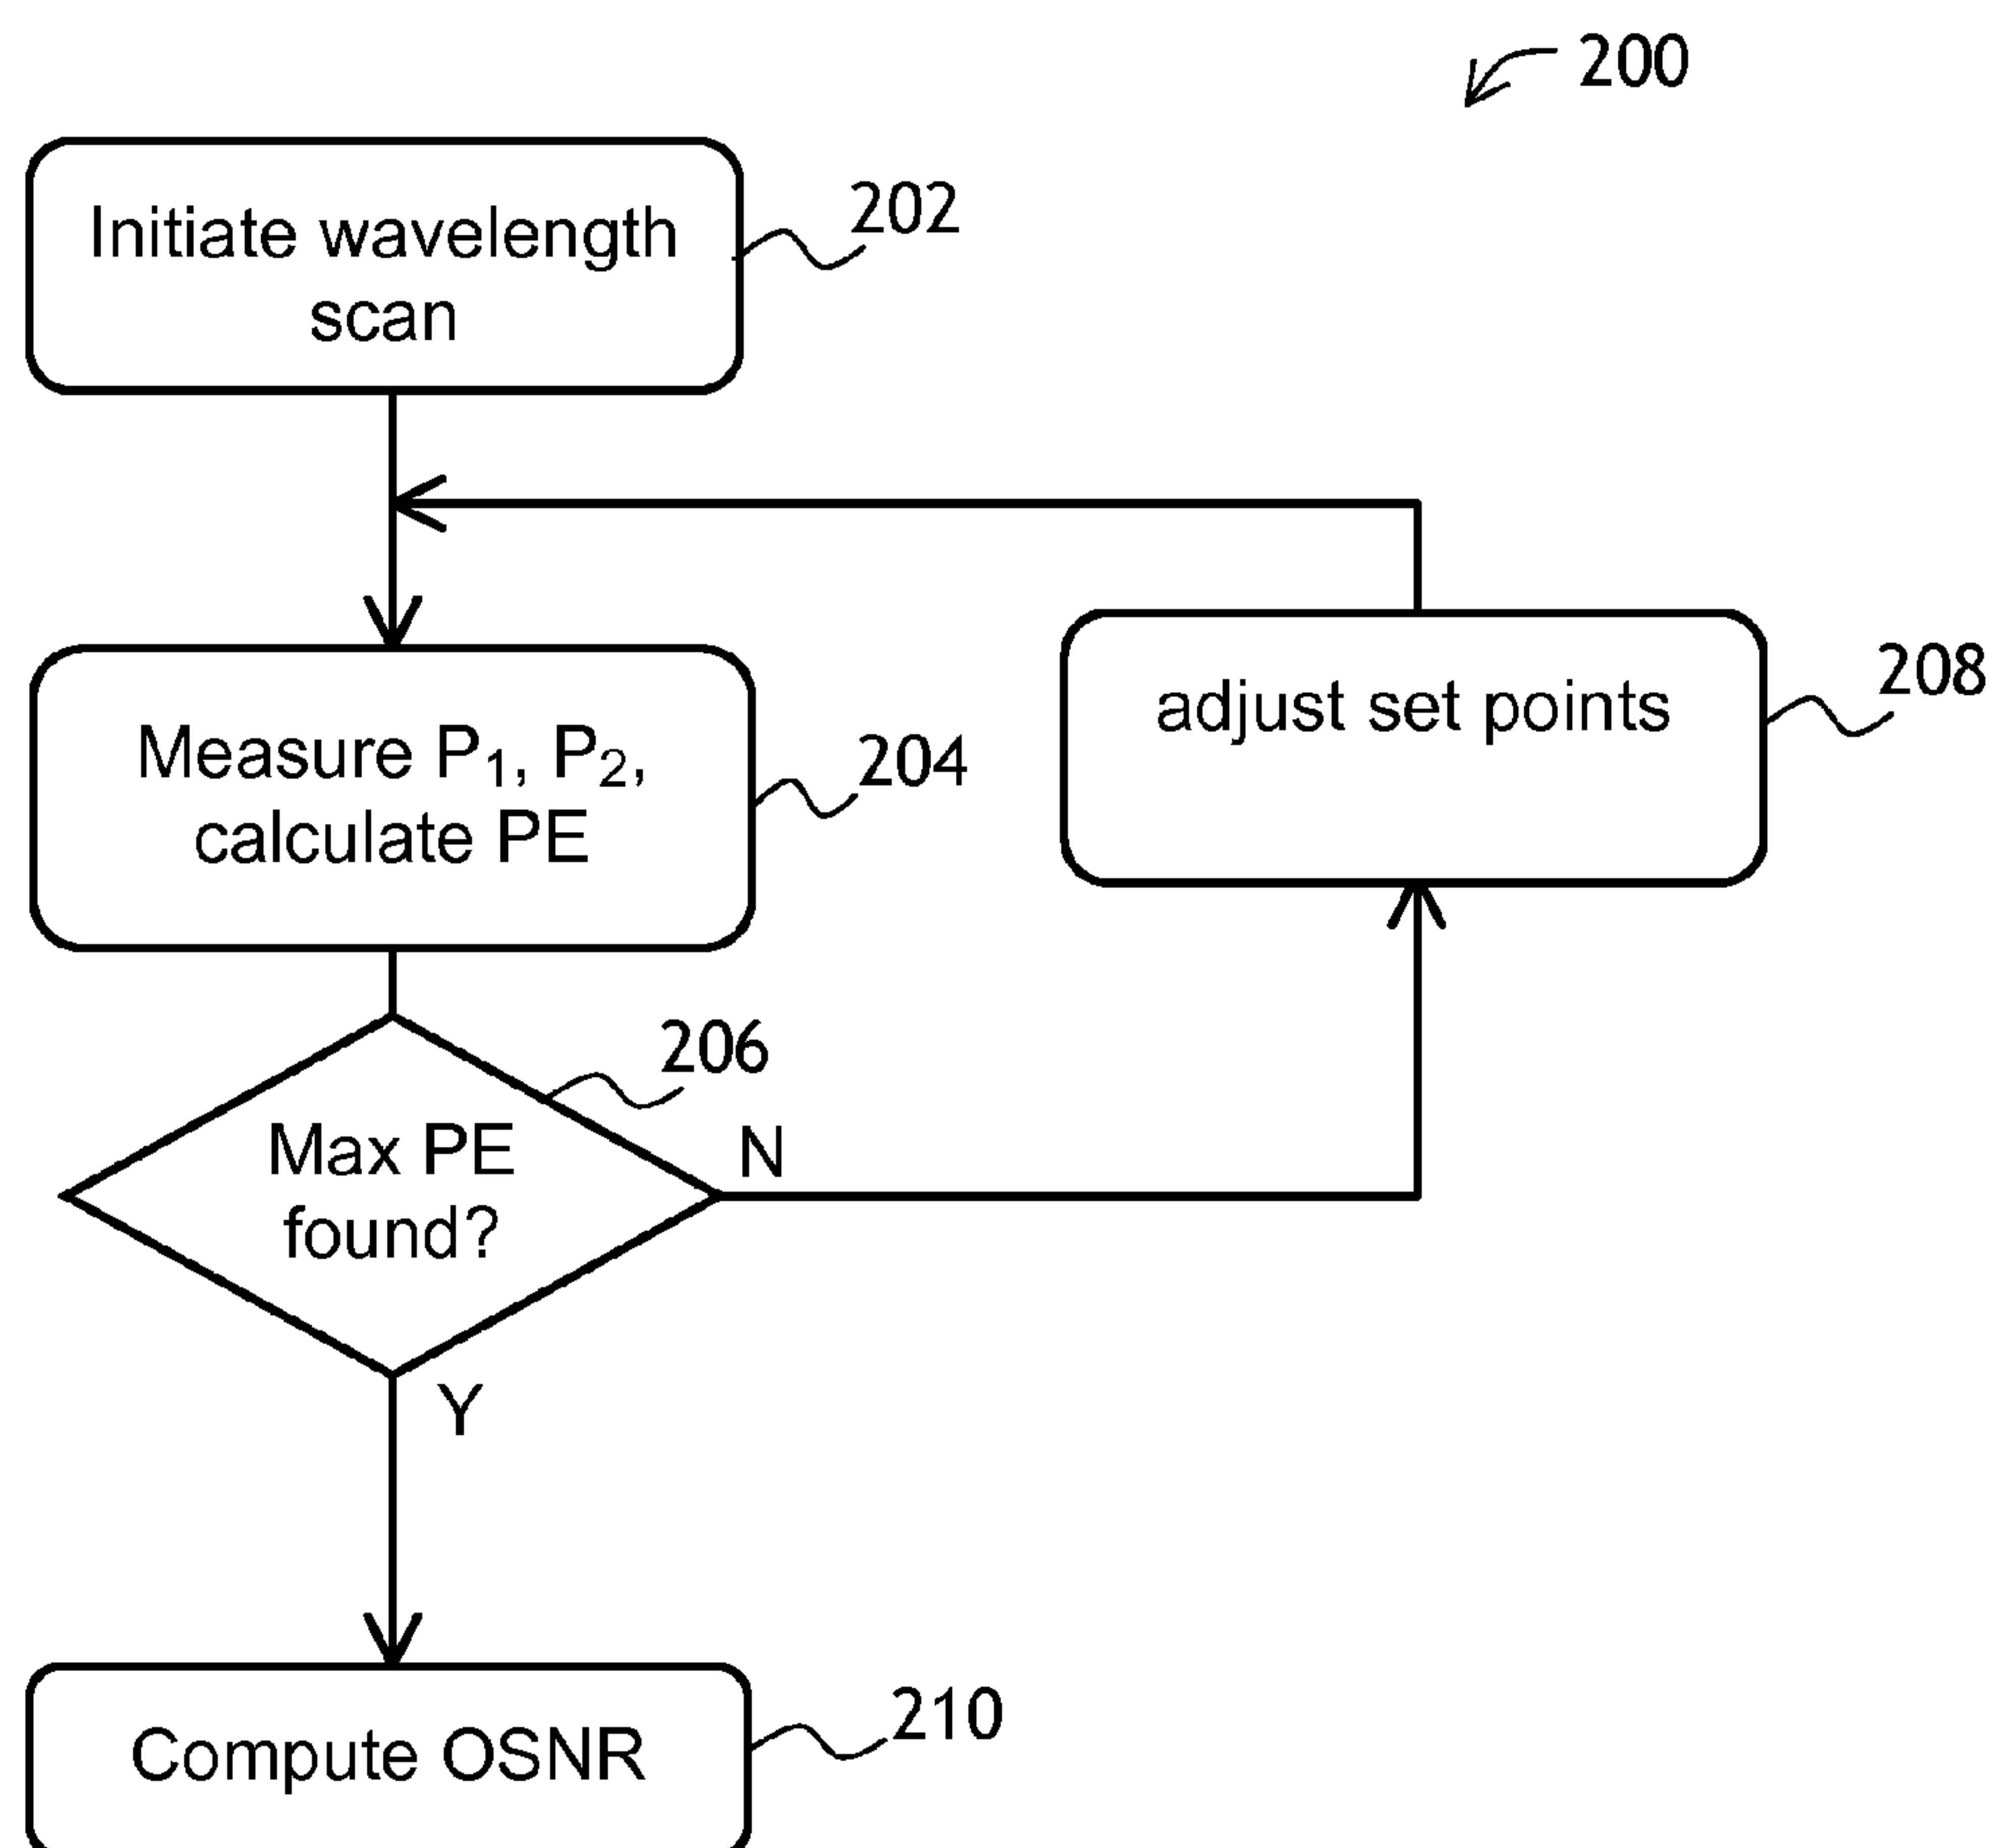 200
Initiate wavelength
scan
202
Measure P₁, P₂,
calculate PE
204
adjust set points
208
Max PE
found?
206
N
Y
Compute OSNR
210